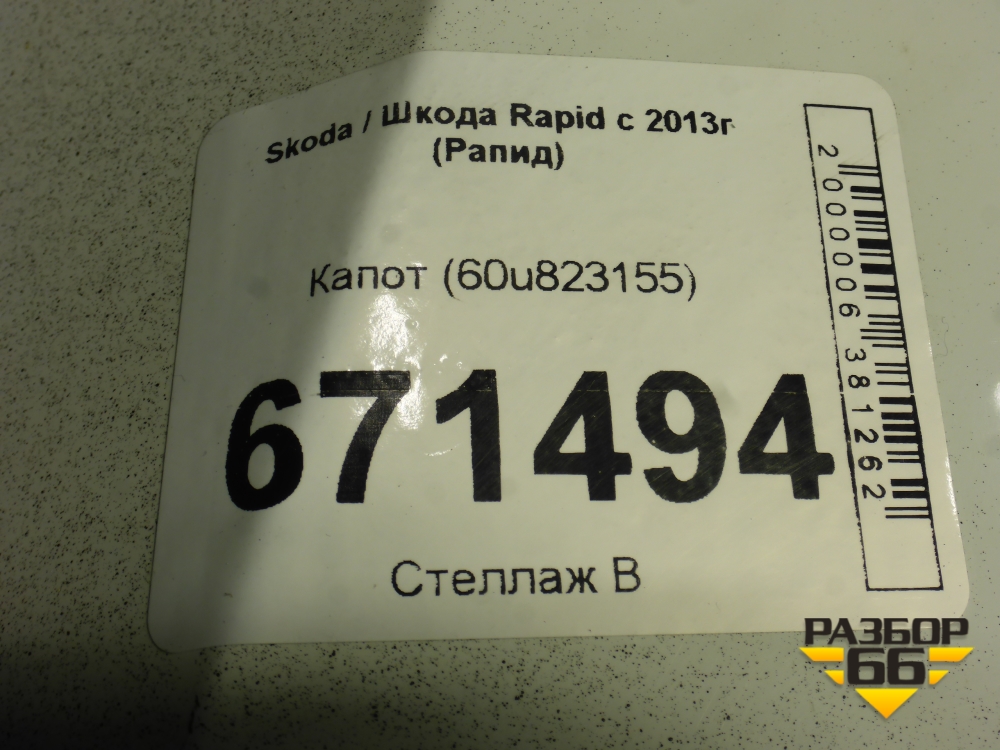 Skoda / Шкода Rapid с 2013г
(Рапид)
Капот (60u823155)
671494
Стеллаж В
2000006381262
РАЗБОР
66